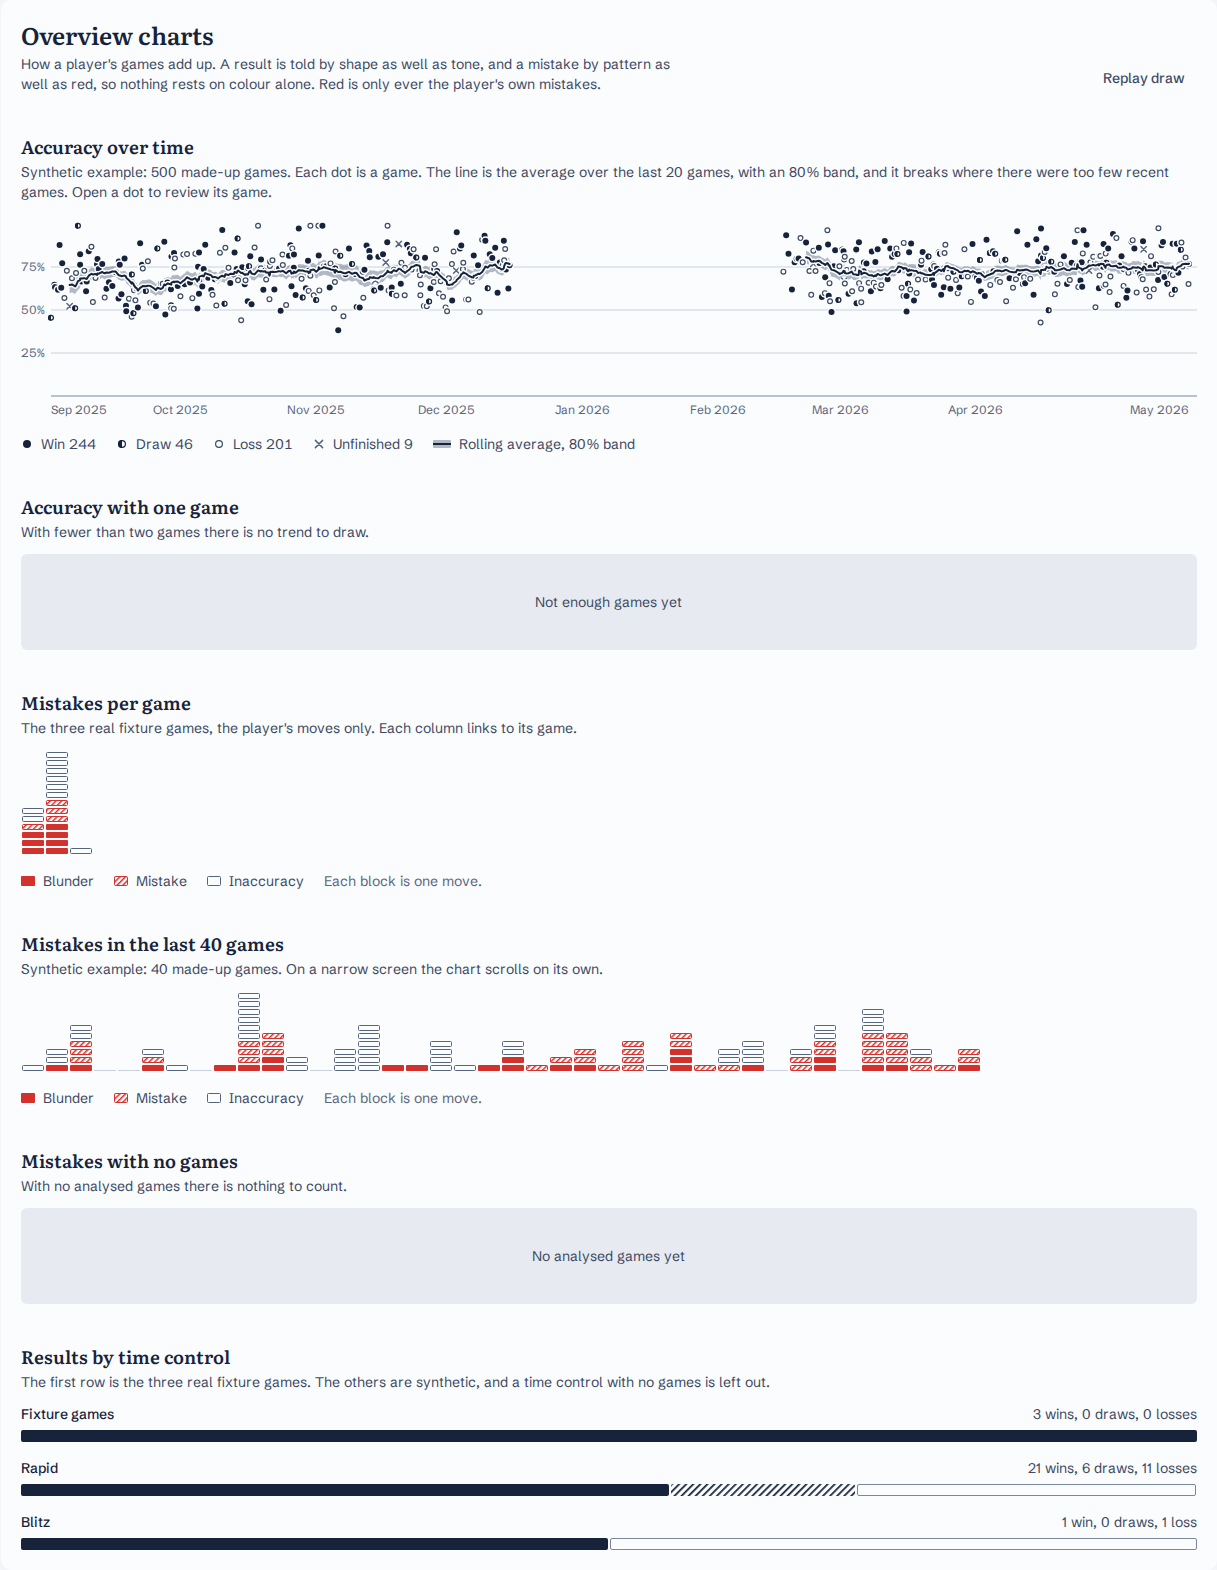 Overview charts
How a player's games add up. A result is told by shape as well as tone, and a mistake by pattern as
well as red, so nothing rests on colour alone. Red is only ever the player's own mistakes.
Replay draw
Accuracy over time
Synthetic example: 500 made-up games. Each dot is a game. The line is the average over the last 20 games, with an 80% band, and it breaks where there were too few recent
games. Open a dot to review its game.
75%
50%
25%
Sep 2025 Oct 2025 Nov 2025 Dec 2025 Jan 2026 Feb 2026 Mar 2026 Apr 2026 May 2026
Win 244 Draw 46 Loss 201 Unfinished 9 Rolling average, 80% band
Accuracy with one game
With fewer than two games there is no trend to draw.
Not enough games yet
Mistakes per game
The three real fixture games, the player's moves only. Each column links to its game.
Blunder Mistake Inaccuracy Each block is one move.
Mistakes in the last 40 games
Synthetic example: 40 made-up games. On a narrow screen the chart scrolls on its own.
Blunder Mistake Inaccuracy Each block is one move.
Mistakes with no games
With no analysed games there is nothing to count.
No analysed games yet
Results by time control
The first row is the three real fixture games. The others are synthetic, and a time control with no games is left out.
Fixture games 3 wins, 0 draws, 0 losses
Rapid 21 wins, 6 draws, 11 losses
Blitz 1 win, 0 draws, 1 loss